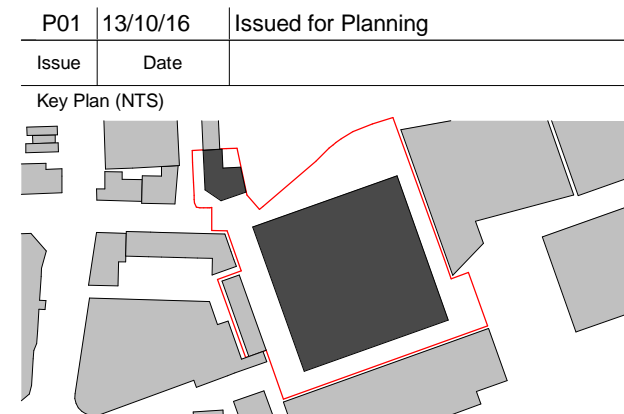 P01 13/10/16 Issued for Planning
Issue Date
Key Plan (NTS)